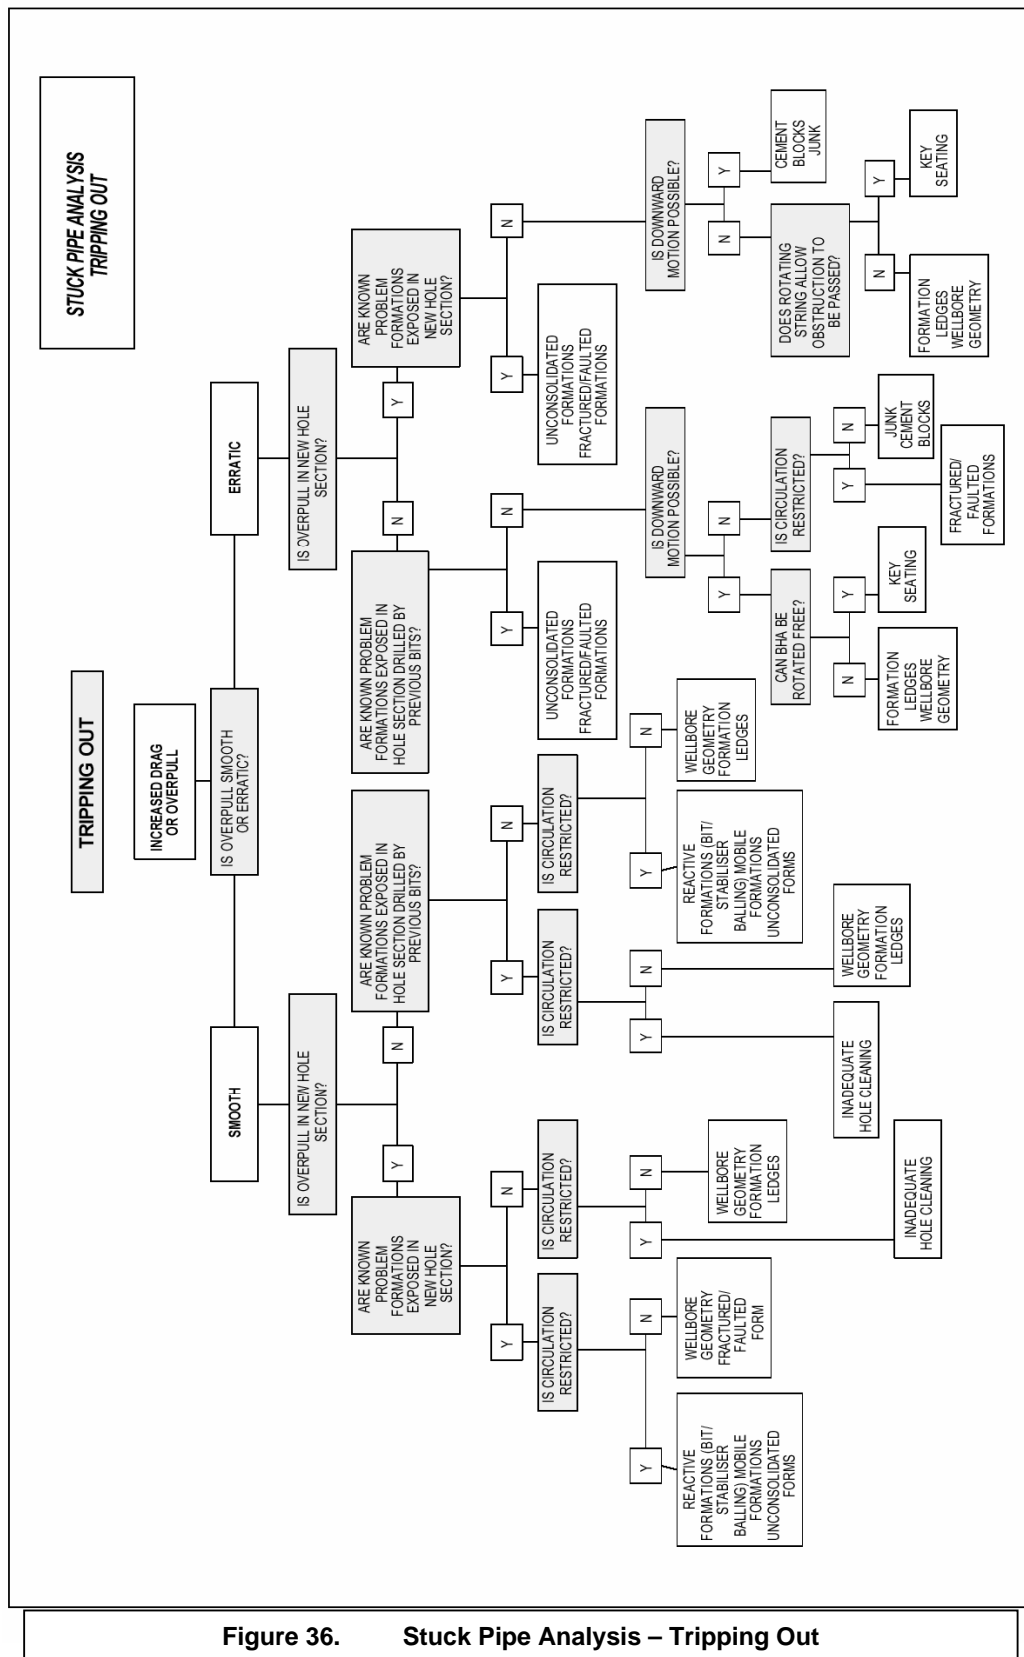 STUCK PIPE ANALYSIS
TRIPPING OUT
TRIPPING OUT
INCREASED DRAG
OR OVERPULL
IS OVERPULL SMOOTH
OR ERRATIC?
SMOOTH
ERRATIC
IS OVERPULL IN NEW HOLE
SECTION?
IS OVERPULL IN NEW HOLE
SECTION?
Y
N
N
Y
ARE KNOWN
PROBLEM
FORMATIONS
EXPOSED IN
NEW HOLE
SECTION?
ARE KNOWN PROBLEM
FORMATIONS EXPOSED IN
HOLE SECTION DRILLED BY
PREVIOUS BITS?
ARE KNOWN PROBLEM
FORMATIONS EXPOSED IN
HOLE SECTION DRILLED BY
PREVIOUS BITS?
ARE KNOWN
PROBLEM
FORMATIONS
EXPOSED IN
NEW HOLE
SECTION?
Y
N
Y
N
Y
N
Y
N
IS CIRCULATION
RESTRICTED?
IS CIRCULATION
RESTRICTED?
IS CIRCULATION
RESTRICTED?
IS CIRCULATION
RESTRICTED?
UNCONSOLIDATED
FORMATIONS
FRACTURED/FAULTED
FORMATIONS
UNCONSOLIDATED
FORMATIONS
FRACTURED/FAULTED
FORMATIONS
Y
N
Y
N
Y
N
Y
N
IS DOWNWARD
MOTION POSSIBLE?
IS DOWNWARD
MOTION POSSIBLE?
REACTIVE
FORMATIONS (BIT/
STABILISER
BALLING) MOBILE
FORMATIONS
UNCONSOLIDATED
FORMS
WELLBORE
GEOMETRY
FRACTURED/
FAULTED
FORM
WELLBORE
GEOMETRY
FORMATION
LEDGES
REACTIVE
FORMATIONS (BIT/
STABILISER
BALLING) MOBILE
FORMATIONS
UNCONSOLIDATED
FORMS
WELLBORE
GEOMETRY
FORMATION
LEDGES
Y
N
N
Y
CAN BHA BE
ROTATED FREE?
IS CIRCULATION
RESTRICTED?
DOES ROTATING
STRING ALLOW
OBSTRUCTION TO
BE PASSED?
CEMENT
BLOCKS
JUNK
INADEQUATE
HOLE CLEANING
INADEQUATE
HOLE CLEANING
WELLBORE
GEOMETRY
FORMATION
LEDGES
N
Y
Y
N
N
Y
FORMATION
LEDGES
WELLBORE
GEOMETRY
KEY
SEATING
FRACTURED/
FAULTED
FORMATIONS
JUNK
CEMENT
BLOCKS
FORMATION
LEDGES
WELLBORE
GEOMETRY
KEY
SEATING
Figure 36. Stuck Pipe Analysis – Tripping Out